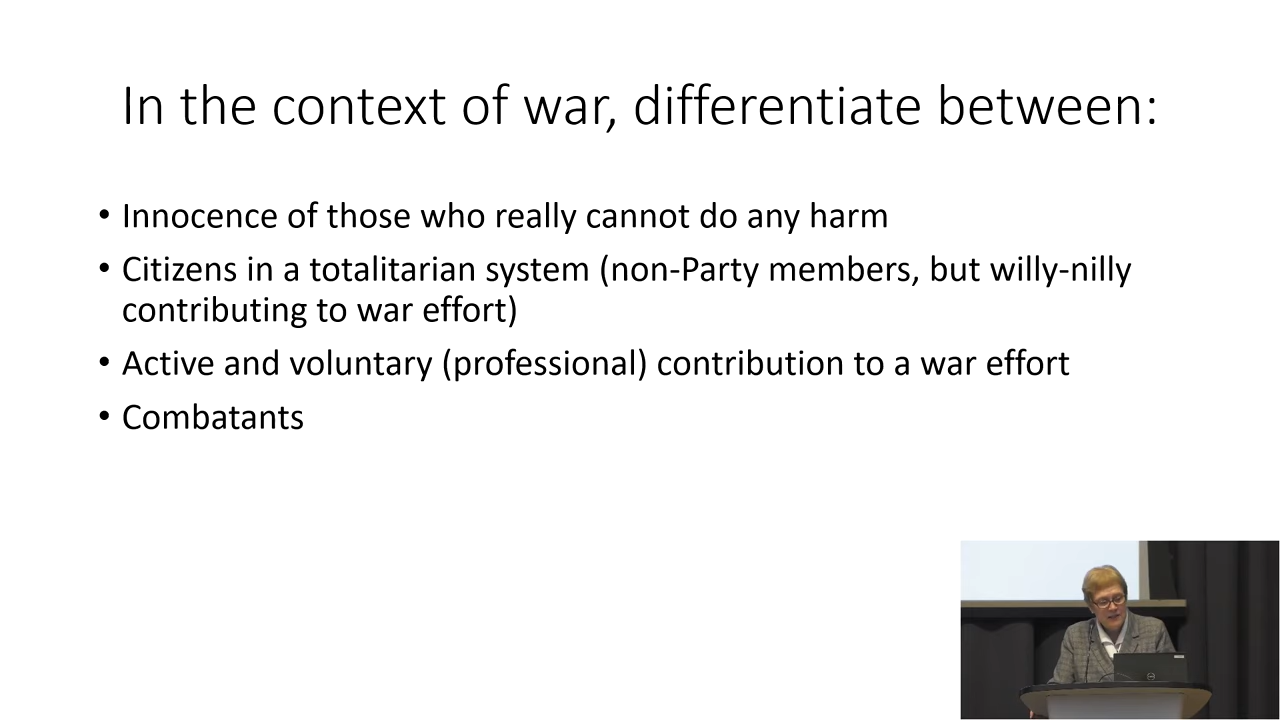 In the context of war, differentiate between:
• Innocence of those who really cannot do any harm
• Citizens in a totalitarian system (non-Party members, but willy-nilly
contributing to war effort)
• Active and voluntary (professional) contribution to a war effort
• Combatants